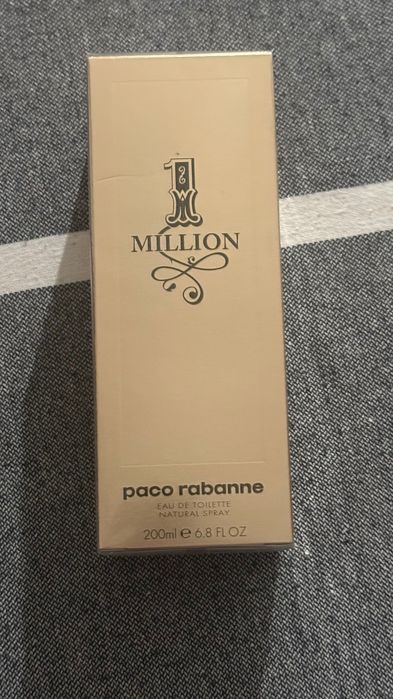 1
MILLION
paco rabanne
EAU DE TOILETTE
NATURAL SPRAY
200ml ℮ 6.8 FL OZ